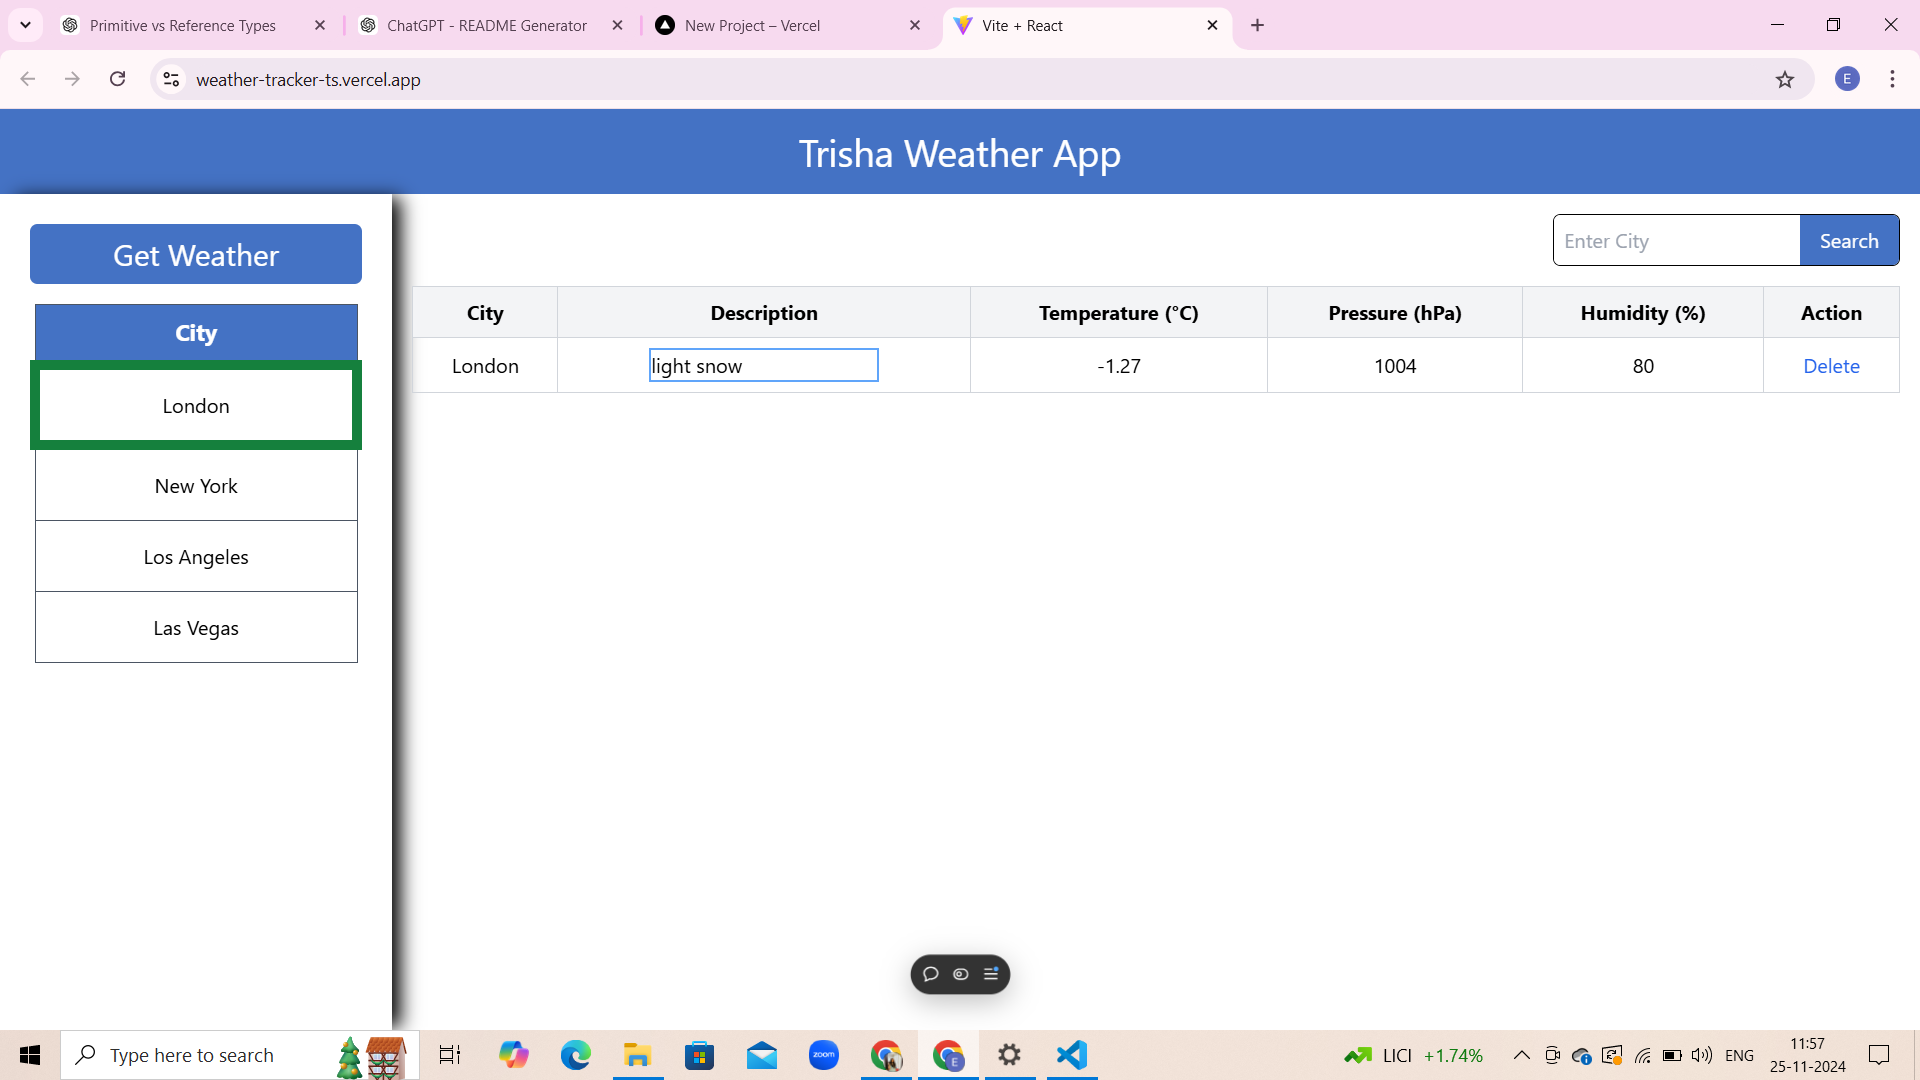 Primitive vs Reference Types
ChatGPT - README Generator
New Project – Vercel
Vite + React
weather-tracker-ts.vercel.app
E
Trisha Weather App
Get Weather
City
London
New York
Los Angeles
Las Vegas
Enter City
Search
City Description Temperature (°C) Pressure (hPa) Humidity (%) Action
London light snow -1.27 1004 80 Delete
Type here to search
zoom
E
LICI +1.74%
ENG
11:57
25-11-2024